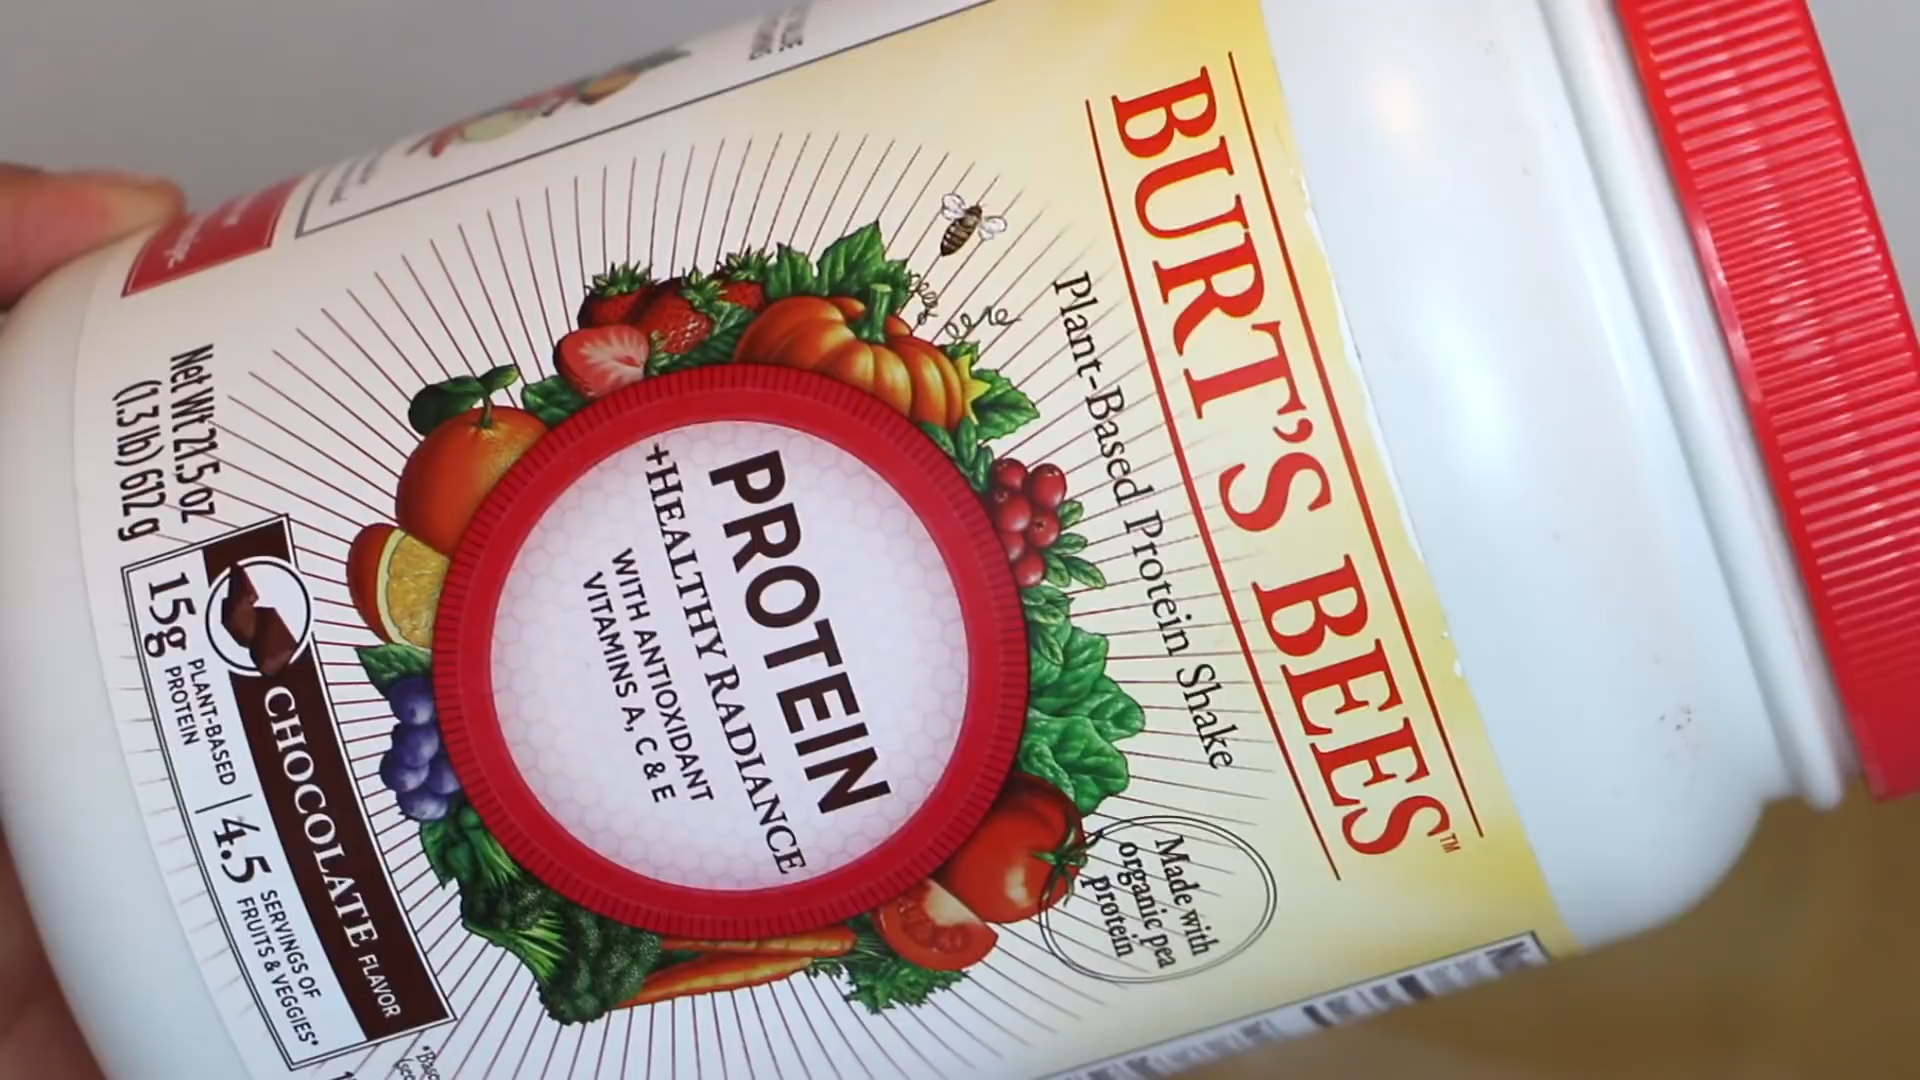 BURT'S BEES™
Plant-Based Protein Shake
Made with
organic pea
protein
PROTEIN
+HEALTHY RADIANCE
WITH ANTIOXIDANT
VITAMINS A, C & E
CHOCOLATE FLAVOR
15g PLANT-BASED
PROTEIN
4.5 SERVINGS OF
FRUITS & VEGGIES*
Net Wt 21.5 oz
(1.3 lb) 612 g